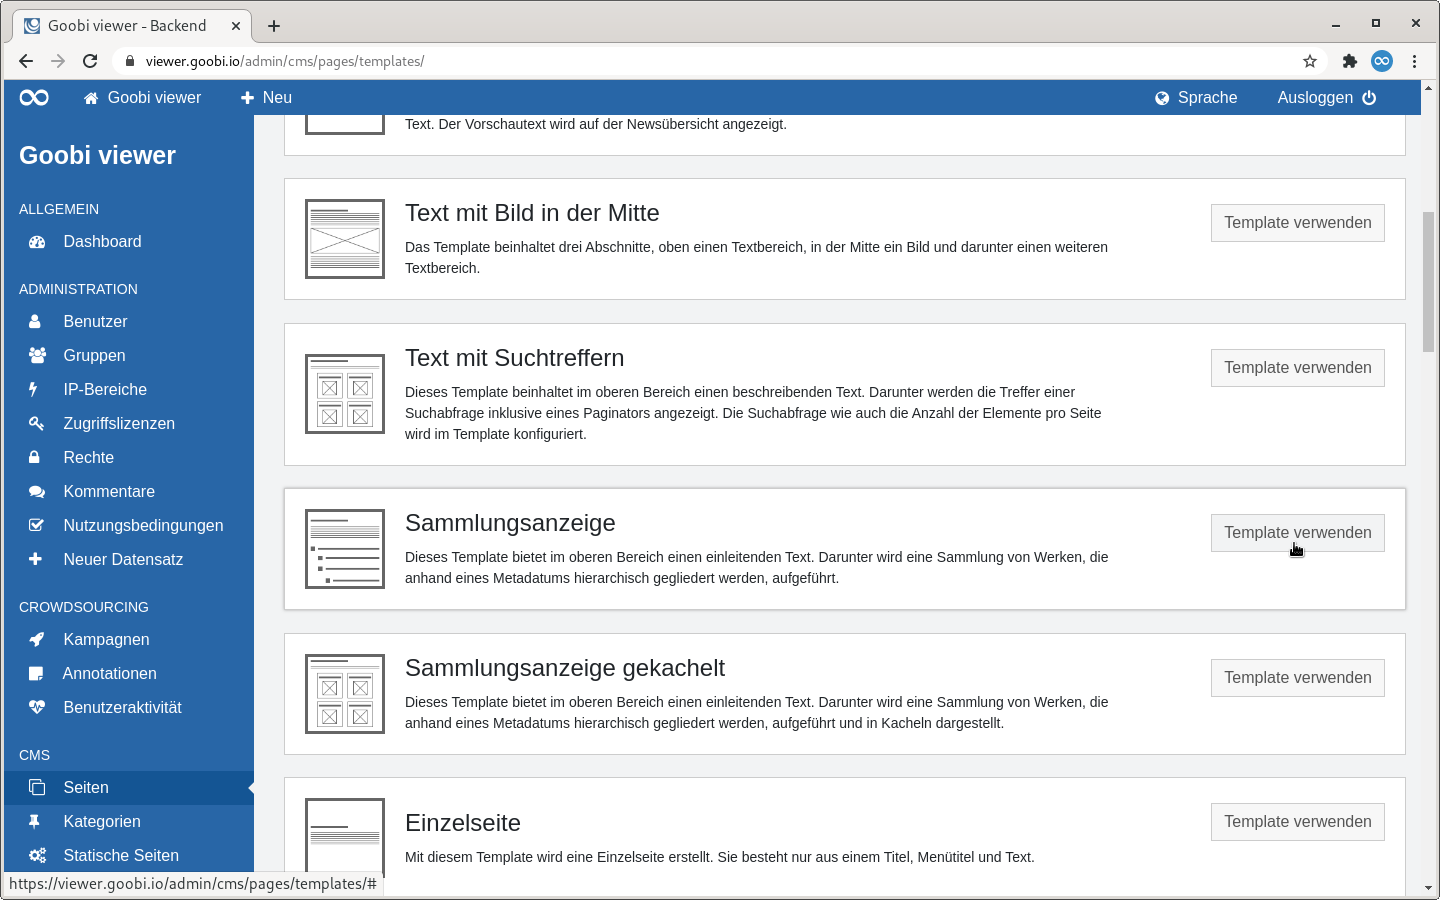 Goobi viewer - Backend
viewer.goobi.io/admin/cms/pages/templates/
Goobi viewer
Neu
Sprache
Ausloggen
Goobi viewer
ALLGEMEIN
Dashboard
ADMINISTRATION
Benutzer
Gruppen
IP-Bereiche
Zugriffslizenzen
Rechte
Kommentare
Nutzungsbedingungen
Neuer Datensatz
CROWDSOURCING
Kampagnen
Annotationen
Benutzeraktivität
CMS
Seiten
Kategorien
Statische Seiten
Text. Der Vorschautext wird auf der Newsübersicht angezeigt.
Text mit Bild in der Mitte
Das Template beinhaltet drei Abschnitte, oben einen Textbereich, in der Mitte ein Bild und darunter einen weiteren
Textbereich.
Template verwenden
Text mit Suchtreffern
Dieses Template beinhaltet im oberen Bereich einen beschreibenden Text. Darunter werden die Treffer einer
Suchabfrage inklusive eines Paginators angezeigt. Die Suchabfrage wie auch die Anzahl der Elemente pro Seite
wird im Template konfiguriert.
Template verwenden
Sammlungsanzeige
Dieses Template bietet im oberen Bereich einen einleitenden Text. Darunter wird eine Sammlung von Werken, die
anhand eines Metadatums hierarchisch gegliedert werden, aufgeführt.
Template verwenden
Sammlungsanzeige gekachelt
Dieses Template bietet im oberen Bereich einen einleitenden Text. Darunter wird eine Sammlung von Werken, die
anhand eines Metadatums hierarchisch gegliedert werden, aufgeführt und in Kacheln dargestellt.
Template verwenden
Einzelseite
Mit diesem Template wird eine Einzelseite erstellt. Sie besteht nur aus einem Titel, Menütitel und Text.
Template verwenden
https://viewer.goobi.io/admin/cms/pages/templates/#